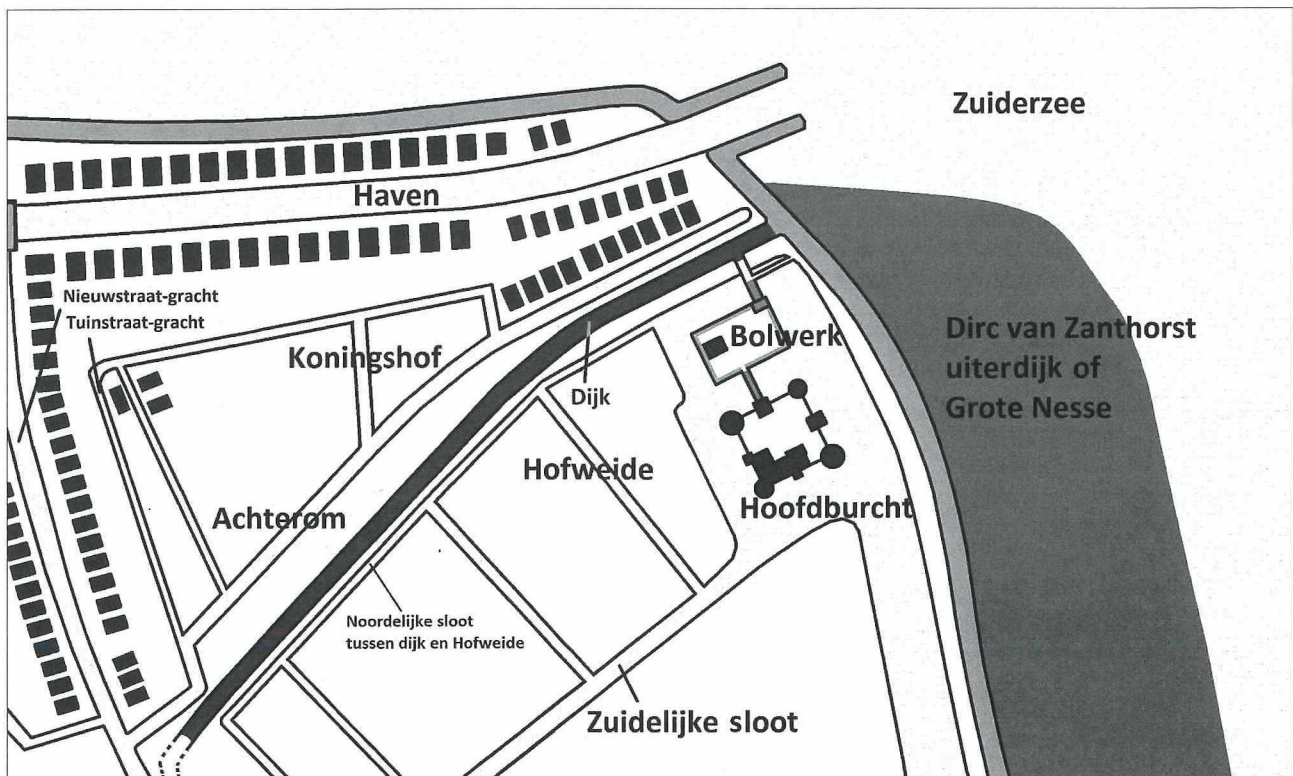 Zuiderzee
Haven
Nieuwstraat-gracht
Tuinstraat-gracht
Koningshof
Bolwerk
Dirc van Zanthorst
uiterdijk of
Grote Nesse
Dijk
Hofweide
Hoofdburcht
Achterom
Noordelijke sloot
tussen dijk en Hofweide
Zuidelijke sloot